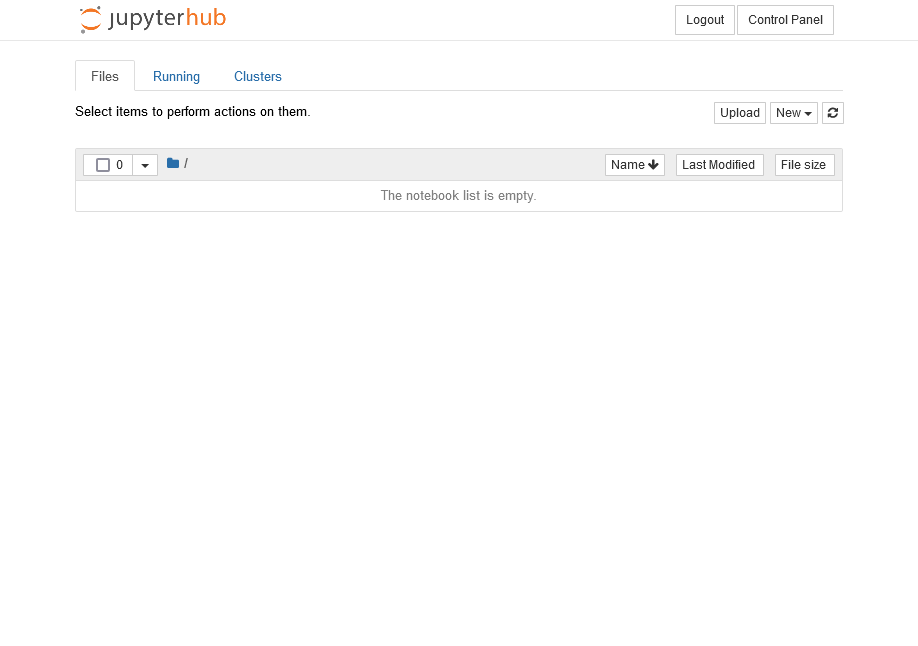 jupyterhub
Logout Control Panel
Files Running Clusters
Select items to perform actions on them.
Upload New
0 / Name Last Modified File size
The notebook list is empty.